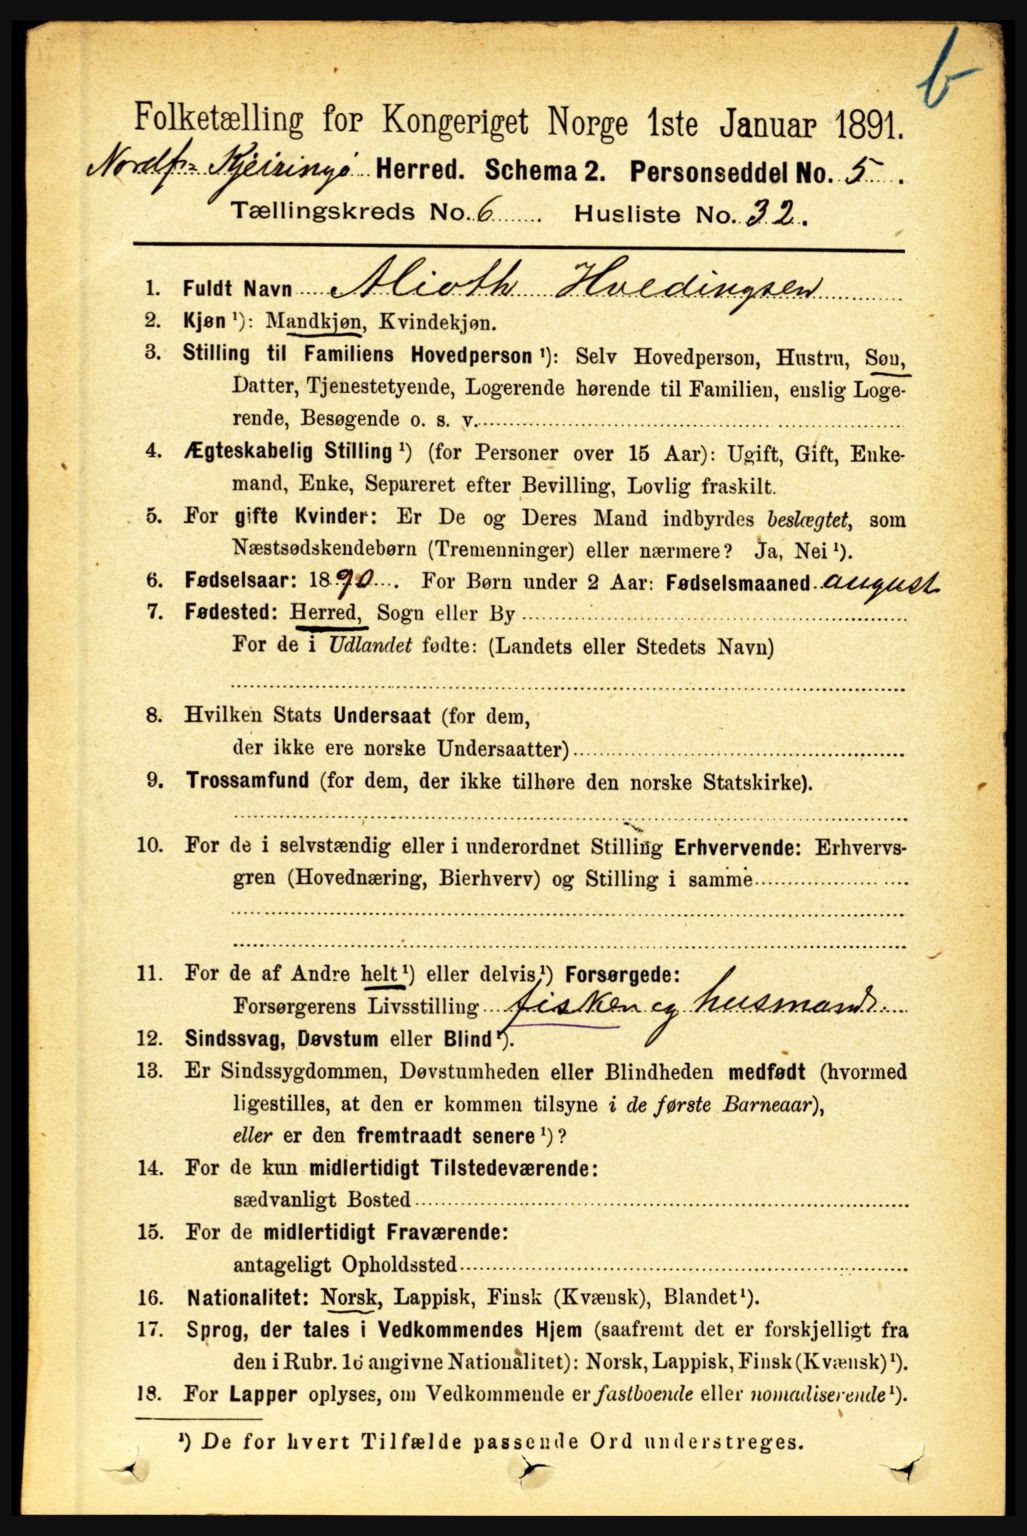 b
Folketælling for Kongeriget Norge 1ste Januar 1891.
Nordf.- Kjeiringø Herred. Schema 2. Personseddel No. 5.
Tællingskreds No. 6. Husliste No. 32.
1. Fuldt Navn Alioth Hvedingsen
2. Kjøn ¹): Mandkjøn, Kvindekjøn.
3. Stilling til Familiens Hovedperson ¹): Selv Hovedperson, Hustru, Søn,
Datter, Tjenestetyende, Logerende hørende til Familien, enslig Loge-
rende, Besøgende o. s. v.
4. Ægteskabelig Stilling ¹) (for Personer over 15 Aar): Ugift, Gift, Enke-
mand, Enke, Separeret efter Bevilling, Lovlig fraskilt.
5. For gifte Kvinder: Er De og Deres Mand indbyrdes beslægtet, som
Næstsødskendebørn (Tremenninger) eller nærmere? Ja, Nei ¹).
6. Fødselsaar: 1890. For Børn under 2 Aar: Fødselsmaaned august
7. Fødested: Herred, Sogn eller By
For de i Udlandet fødte: (Landets eller Stedets Navn)
8. Hvilken Stats Undersaat (for dem,
der ikke ere norske Undersaatter)
9. Trossamfund (for dem, der ikke tilhøre den norske Statskirke).
10. For de i selvstændig eller i underordnet Stilling Erhvervende: Erhvervs-
gren (Hovednæring, Bierhverv) og Stilling i samme
11. For de af Andre helt ¹) eller delvis ¹) Forsørgede:
Forsørgerens Livsstilling fisker og husmand
12. Sindssvag, Døvstum eller Blind ¹).
13. Er Sindssygdommen, Døvstumheden eller Blindheden medfødt (hvormed
ligestilles, at den er kommen tilsyne i de første Barneaar),
eller er den fremtraadt senere ¹)?
14. For de kun midlertidigt Tilstedeværende:
sædvanligt Bosted
15. For de midlertidigt Fraværende:
antageligt Opholdssted
16. Nationalitet: Norsk, Lappisk, Finsk (Kvænsk), Blandet ¹).
17. Sprog, der tales i Vedkommendes Hjem (saafremt det er forskjelligt fra
den i Rubr. 16 angivne Nationalitet): Norsk, Lappisk, Finsk (Kvænsk) ¹).
18. For Lapper oplyses, om Vedkommende er fastboende eller nomadiserende ¹).
¹) De for hvert Tilfælde passende Ord understreges.